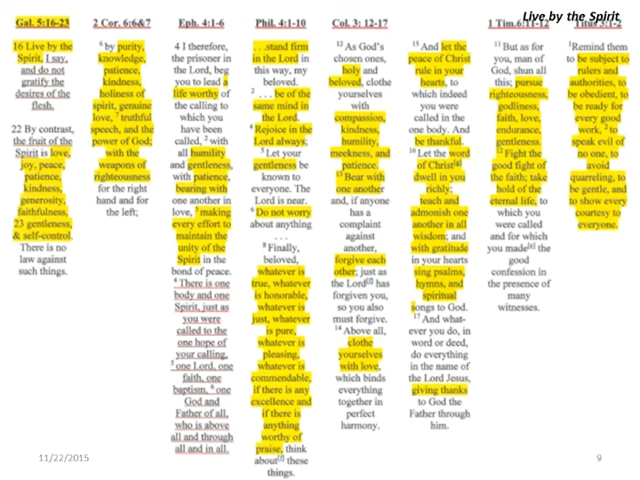 Live by the Spirit
Gal. 5:16-23
16 Live by the
Spirit, I say,
and do not
gratify the
desires of the
flesh.
22 By contrast,
the fruit of the
Spirit is love,
joy, peace,
patience,
kindness,
generosity,
faithfulness,
23 gentleness,
& self-control.
There is no
law against
such things.
2 Cor. 6:6&7
6 by purity,
knowledge,
patience,
kindness,
holiness of
spirit, genuine
love, 7 truthful
speech, and the
power of God;
with the
weapons of
righteousness
for the right
hand and for
the left;
Eph. 4:1-6
4 I therefore,
the prisoner in
the Lord, beg
you to lead a
life worthy of
the calling to
which you
have been
called, 2 with
all humility
and gentleness,
with patience,
bearing with
one another in
love, 3 making
every effort to
maintain the
unity of the
Spirit in the
bond of peace.
4 There is one
body and one
Spirit, just as
you were
called to the
one hope of
your calling,
5 one Lord, one
faith, one
baptism, 6 one
God and
Father of all,
who is above
all and through
all and in all.
Phil. 4:1-10
. . .stand firm
in the Lord in
this way, my
beloved.
2 . . . be of the
same mind in
the Lord.
4 Rejoice in the
Lord always;
5 Let your
gentleness be
known to
everyone. The
Lord is near.
6 Do not worry
about anything
. . .
8 Finally,
beloved,
whatever is
true, whatever
is honorable,
whatever is
just, whatever
is pure,
whatever is
pleasing,
whatever is
commendable,
if there is any
excellence and
if there is
anything
worthy of
praise, think
about[f] these
things.
Col. 3: 12-17
12 As God's
chosen ones,
holy and
beloved, clothe
yourselves
with
compassion,
kindness,
humility,
meekness, and
patience.
13 Bear with
one another
and, if anyone
has a
complaint
against
another,
forgive each
other; just as
the Lord[f] has
forgiven you,
so you also
must forgive.
14 Above all,
clothe
yourselves
with love,
which binds
everything
together in
perfect
harmony.
15 And let the
peace of Christ
rule in your
hearts, to
which indeed
you were
called in the
one body. And
be thankful.
16 Let the word
of Christ[g]
dwell in you
richly;
teach and
admonish one
another in all
wisdom; and
with gratitude
in your hearts
sing psalms,
hymns, and
spiritual
songs to God.
17 And what-
ever you do, in
word or deed,
do everything
in the name of
the Lord Jesus,
giving thanks
to God the
Father through
him.
1 Tim.6:11-12
11 But as for
you, man of
God, shun all
this; pursue
righteousness,
godliness,
faith, love,
endurance,
gentleness.
12 Fight the
good fight of
the faith; take
hold of the
eternal life, to
which you
were called
and for which
you made[e] the
good
confession in
the presence of
many
witnesses.
Titus 3:1-2
1Remind them
to be subject to
rulers and
authorities, to
be obedient, to
be ready for
every good
work, 2 to
speak evil of
no one, to
avoid
quarreling, to
be gentle, and
to show every
courtesy to
everyone.
11/22/2015
9